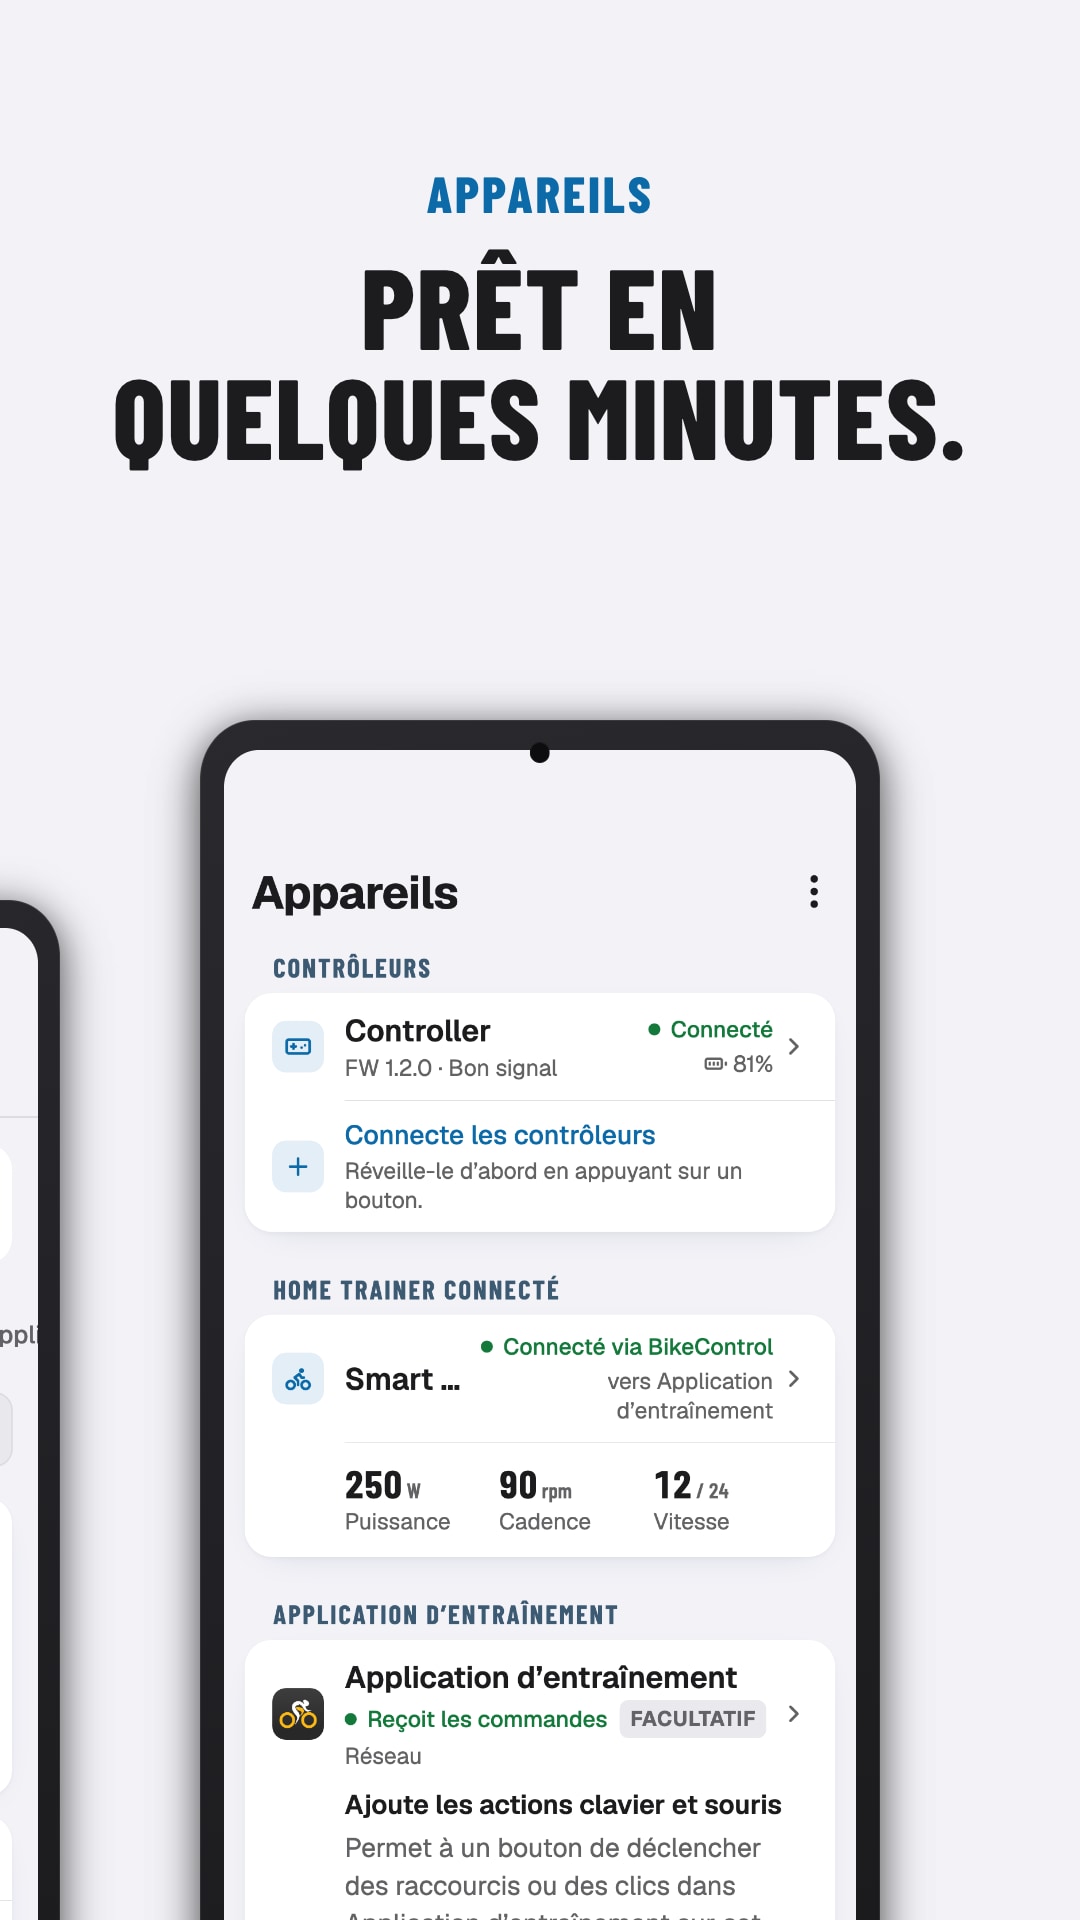 APPAREILS
PRÊT EN
QUELQUES MINUTES.
Appareils
CONTRÔLEURS
Controller
FW 1.2.0 · Bon signal
Connecté
81%
Connecte les contrôleurs
Réveille-le d’abord en appuyant sur un
bouton.
HOME TRAINER CONNECTÉ
Smart ...
Connecté via BikeControl
vers Application
d’entraînement
250 W
Puissance
90 rpm
Cadence
12 / 24
Vitesse
APPLICATION D’ENTRAÎNEMENT
Application d’entraînement
Reçoit les commandes FACULTATIF
Réseau
Ajoute les actions clavier et souris
Permet à un bouton de déclencher
des raccourcis ou des clics dans